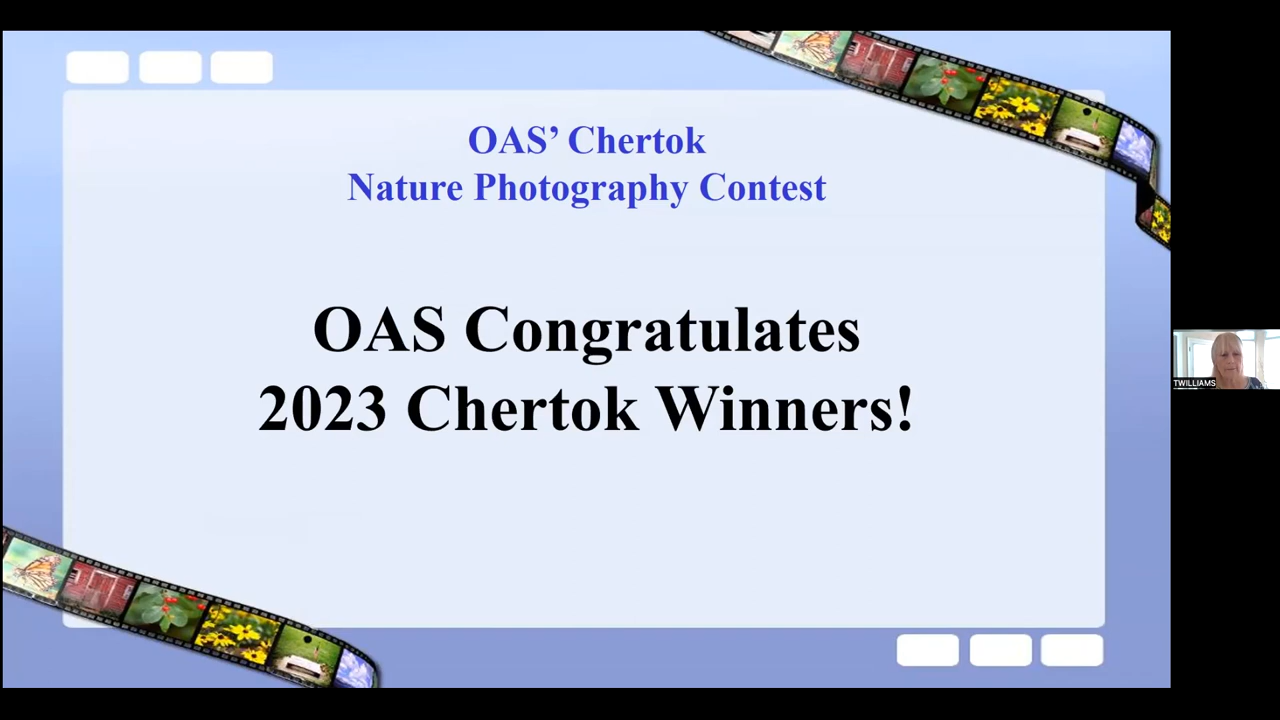 OAS’ Chertok
Nature Photography Contest
OAS Congratulates
2023 Chertok Winners!
TWILLIAMS